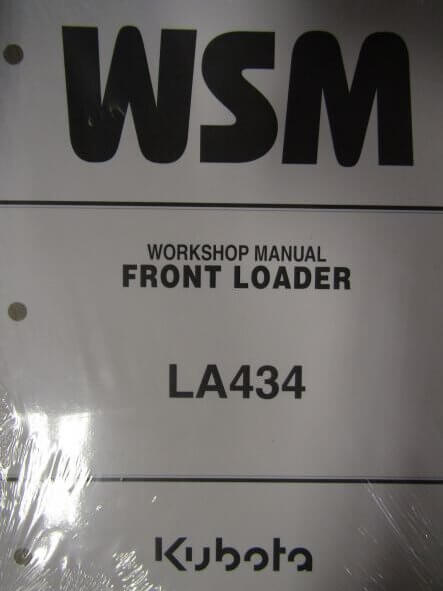 WSM
WORKSHOP MANUAL
FRONT LOADER
LA434
Kubota